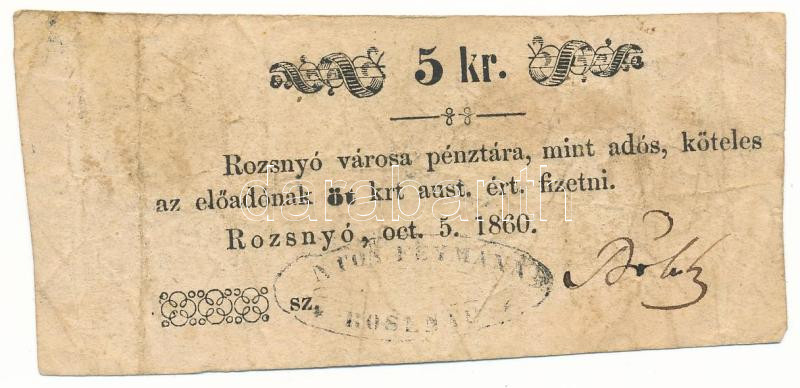 5 kr.
Rozsnyó városa pénztára, mint adós, köteles
az előadónak öt krt aust. ért. fizetni.
Rozsnyó, oct. 5. 1860.
sz.
darabanth